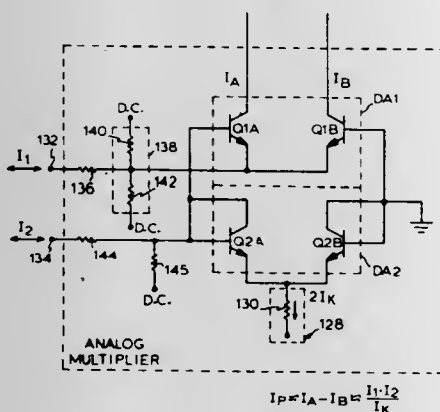 I_A I_B
DA1
D.C.
140 138
Q1A Q1B
I_1 132
136
142
D.C.
I_2
Q2A Q2B
134 144
145
DA2
D.C.
130 2I_K
128
ANALOG
MULTIPLIER
I_P = I_A - I_B = I_1·I_2 / I_K